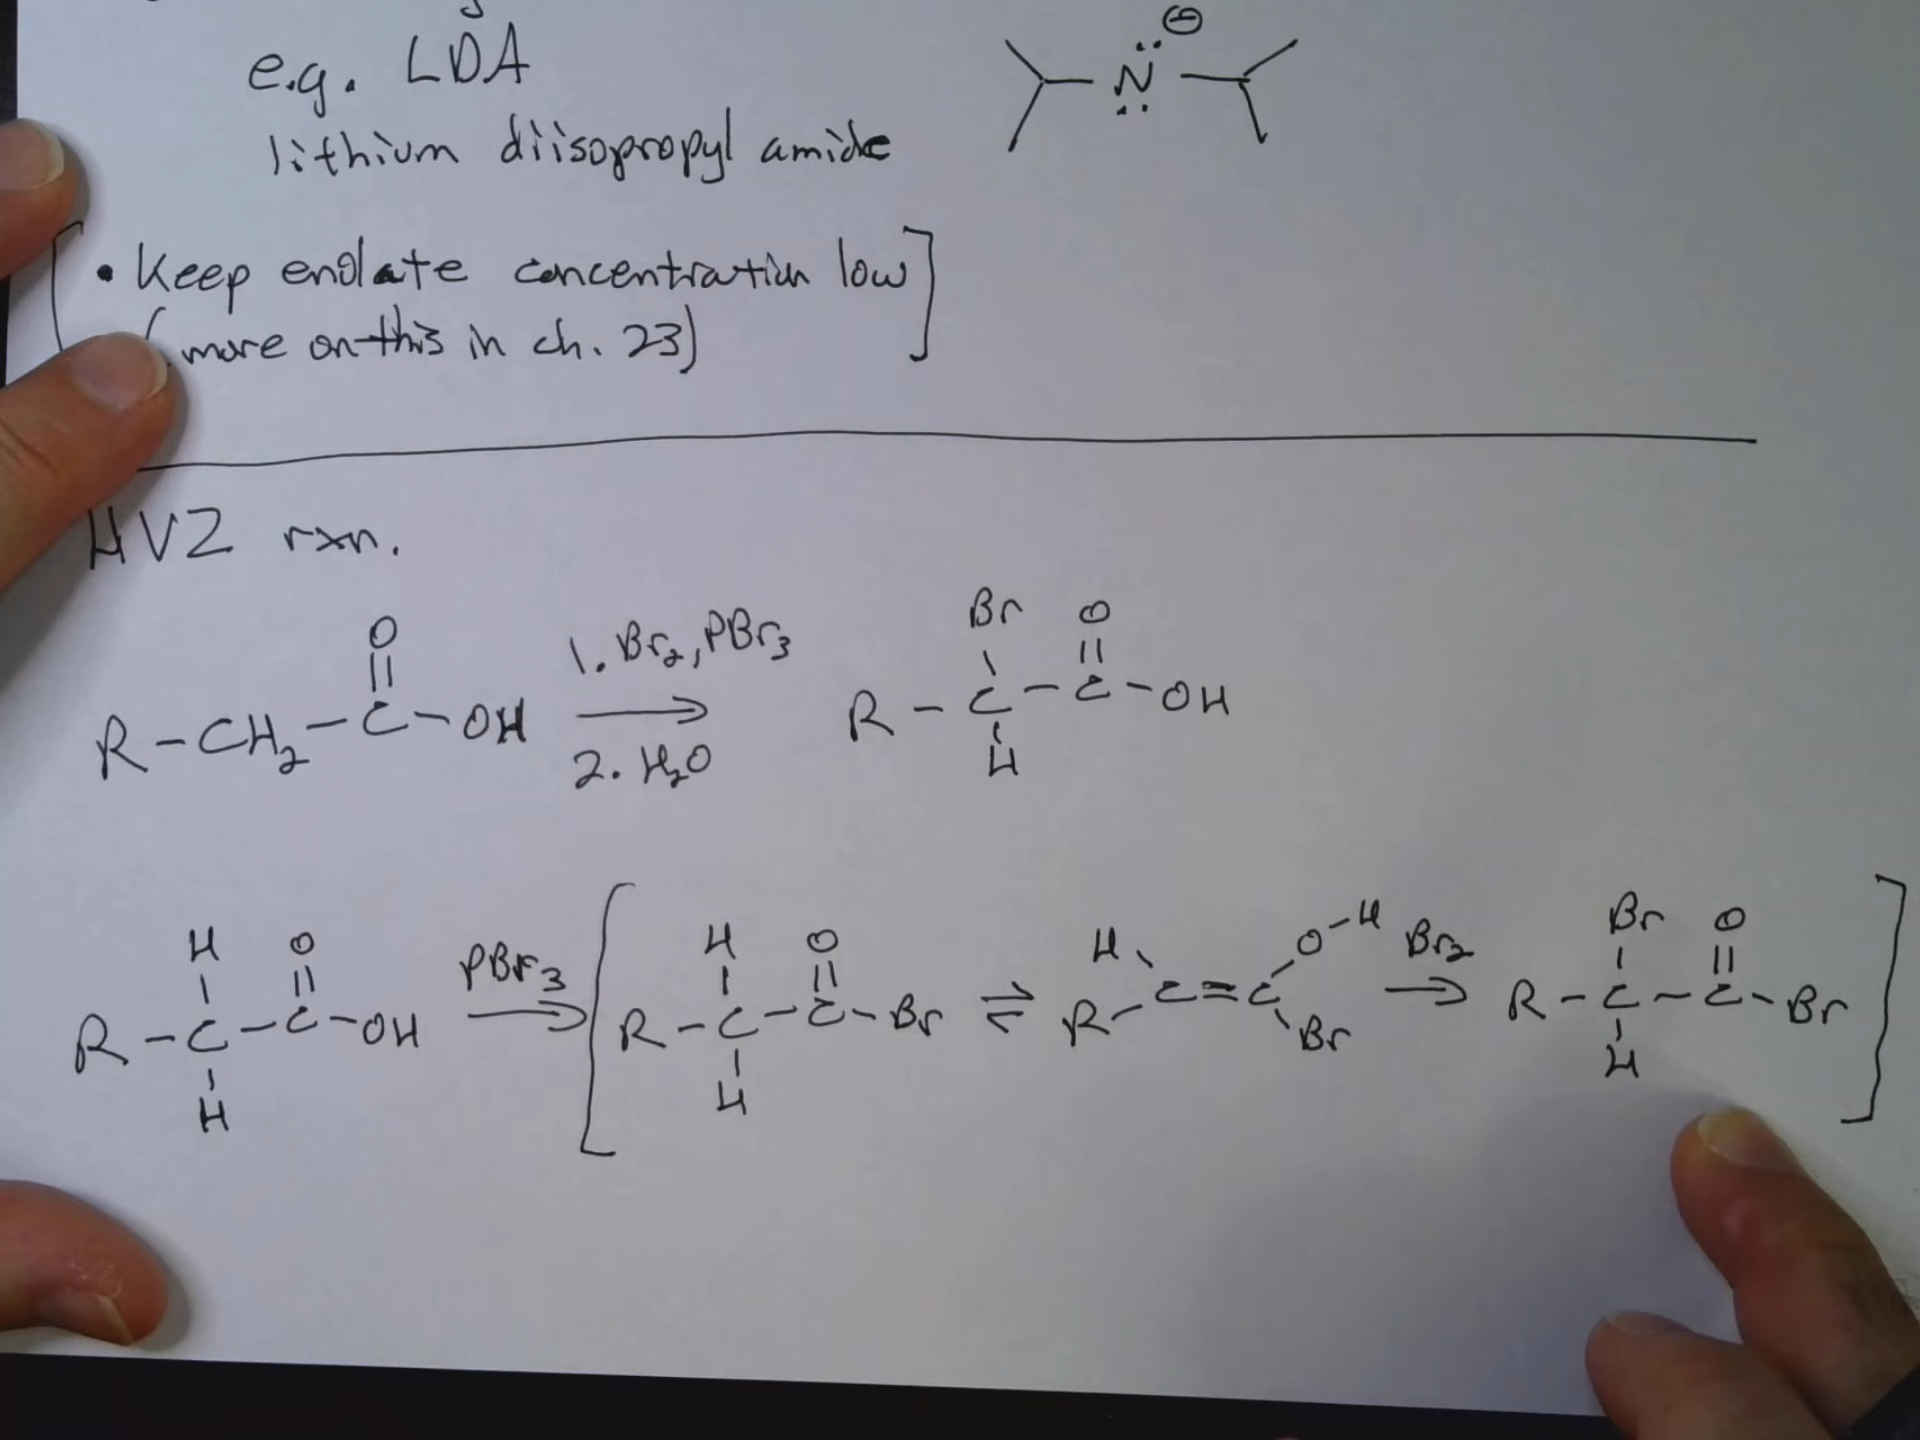 e.g. LDA
lithium diisopropyl amide
⊖
N
• Keep enolate concentration low
(more on this in ch. 23)
HVZ rxn.
O
R-CH2-C-OH
1. Br2, PBr3
2. H2O
Br O
R-C-C-OH
H
H O
R-C-C-OH
H
PBr3
H O
R-C-C-Br
H
H O-H
R-C=C
Br
Br2
Br O
R-C-C-Br
H